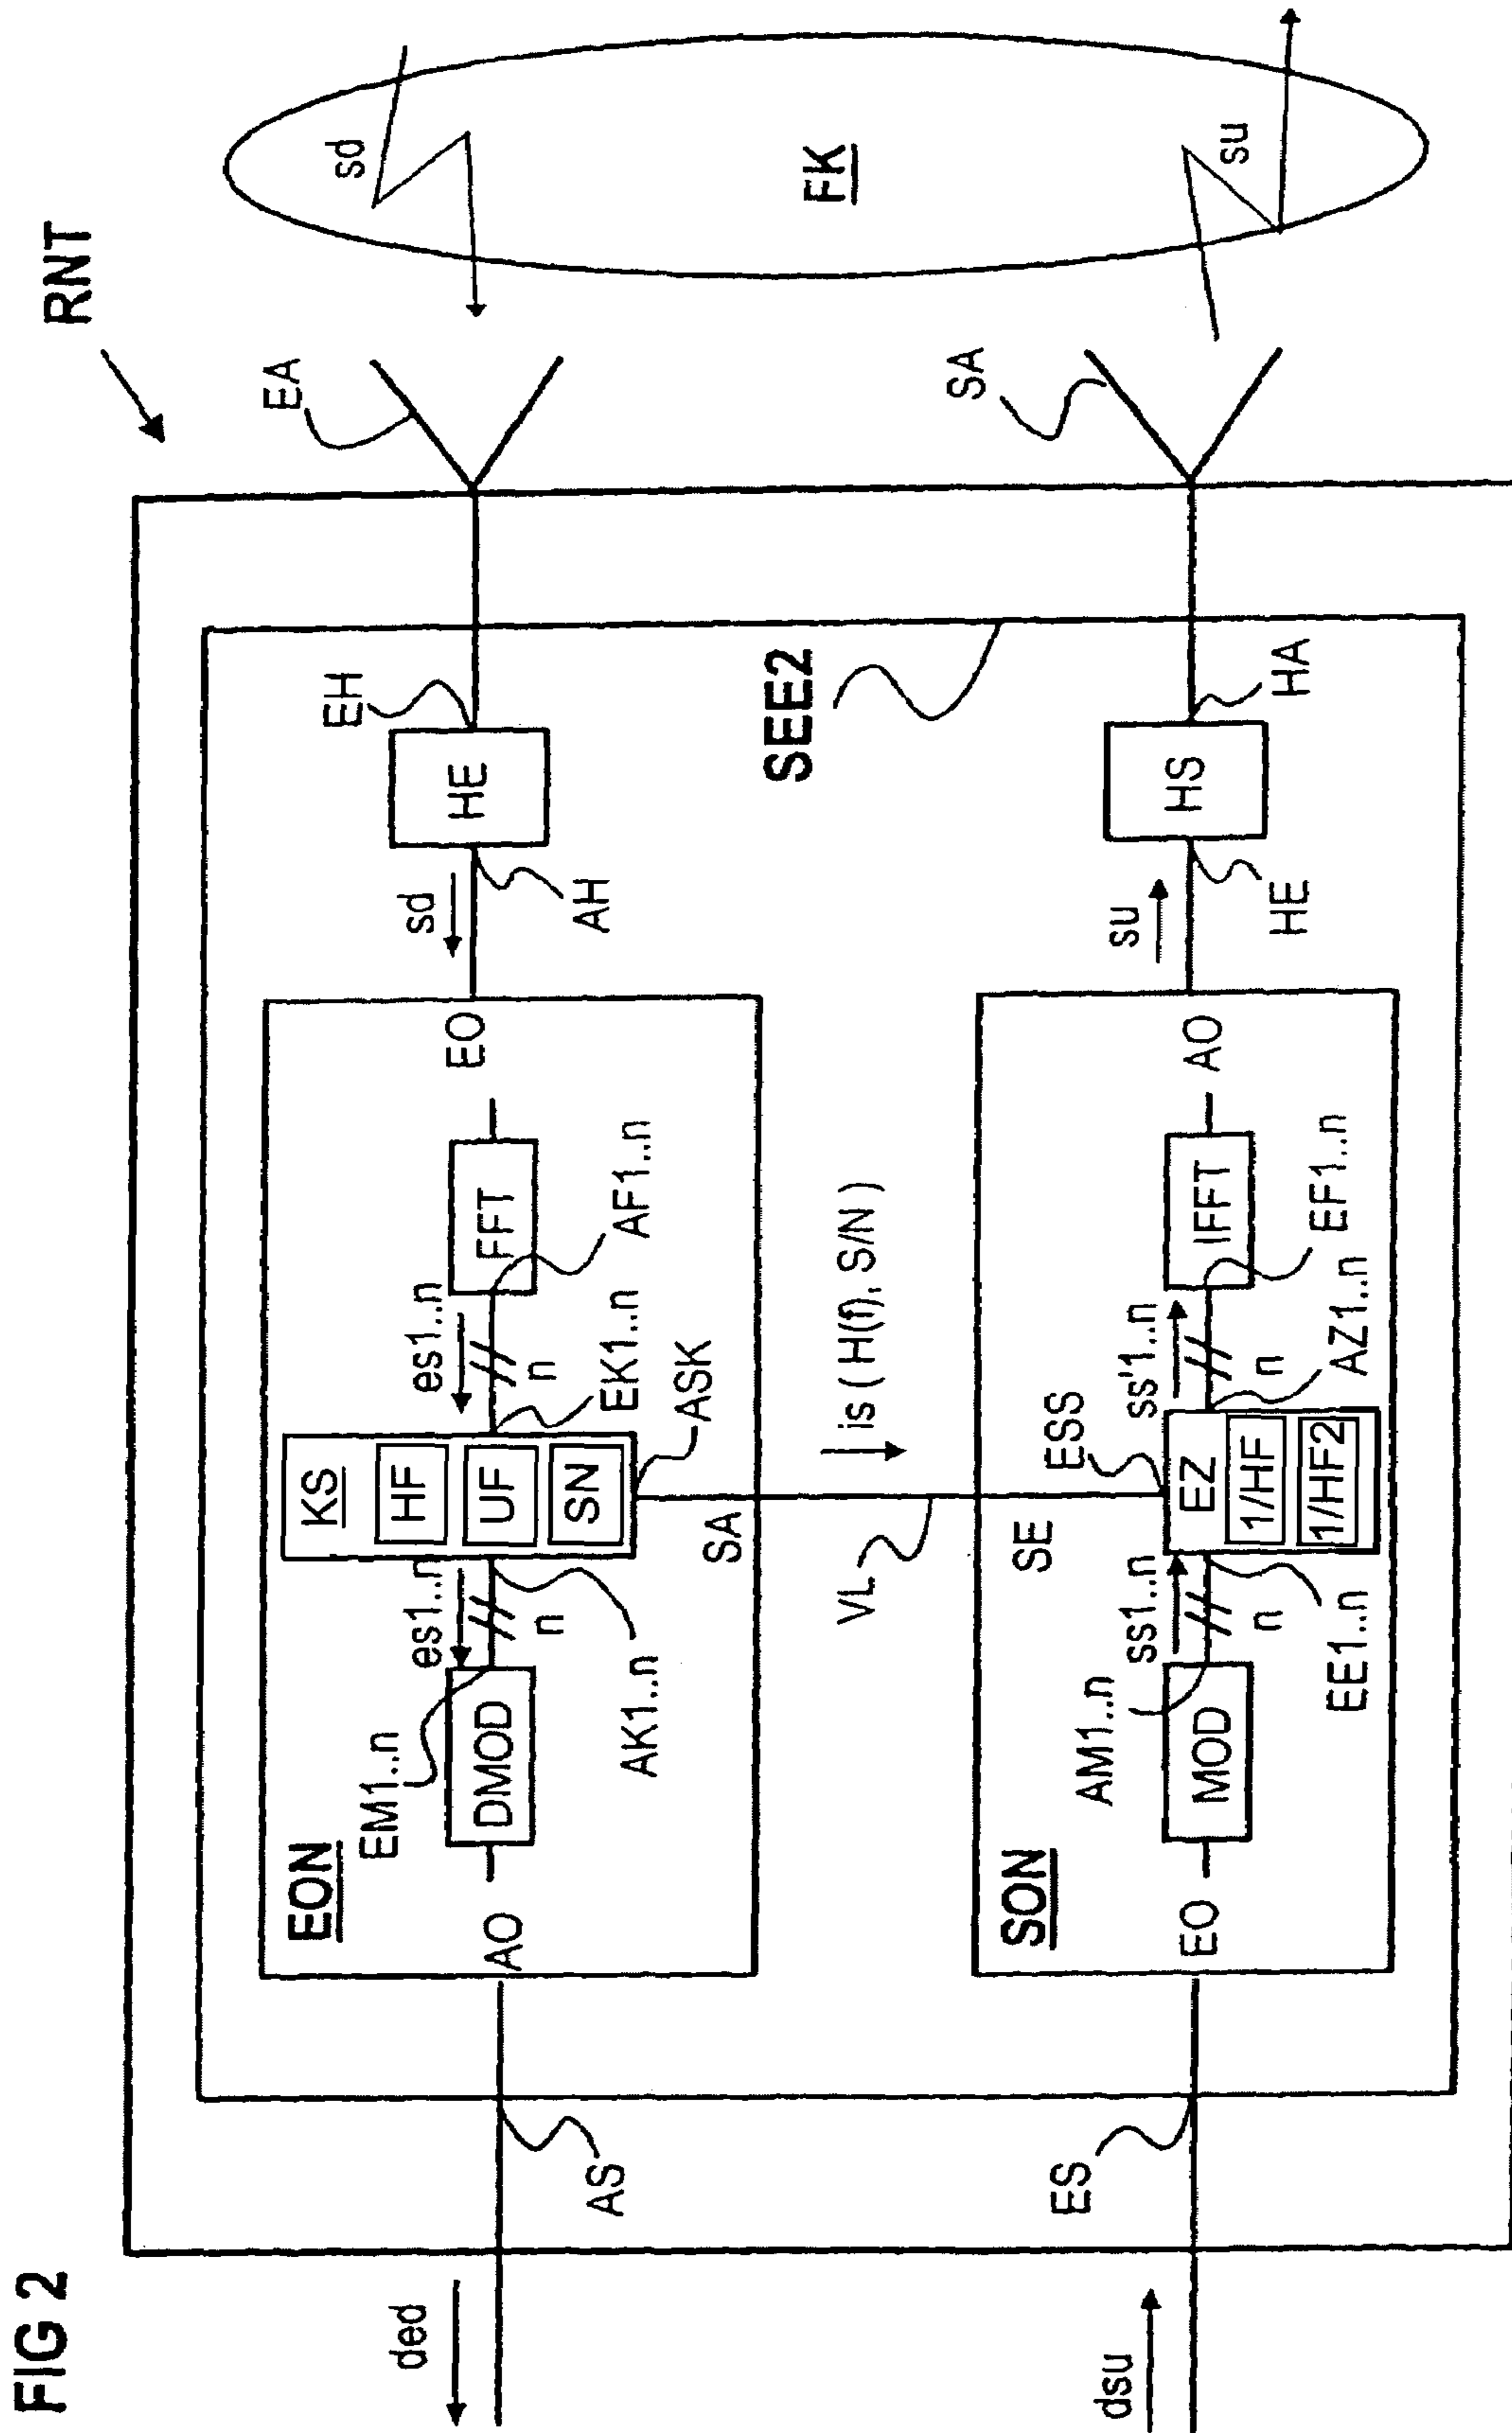 FIG 2
RNT
EA
sd
FK
su
SA
EH
HE
AH
sd
SEE2
HS
HA
HE
su
EON
AO
DMOD
EM1..n
es1..n
n
AK1..n
KS
HF
UF
SN
es1..n
n
EK1..n
AF1..n
FFT
EO
ASK
SA
VL
is ( H(f), S/N )
SE
ESS
SON
EO
MOD
AM1..n
ss1..n
n
EE1..n
EZ
1/HF
1/HF2
ss'1..n
n
AZ1..n
EF1..n
IFFT
AO
AS
ES
ded
dsu